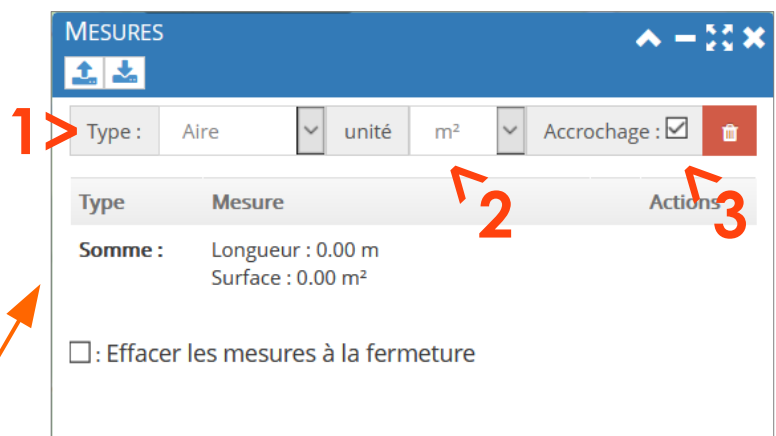 MESURES
1> Type : Aire unité m² Accrochage :
2 3
Type Mesure Actions
Somme : Longueur : 0.00 m
Surface : 0.00 m²
: Effacer les mesures à la fermeture